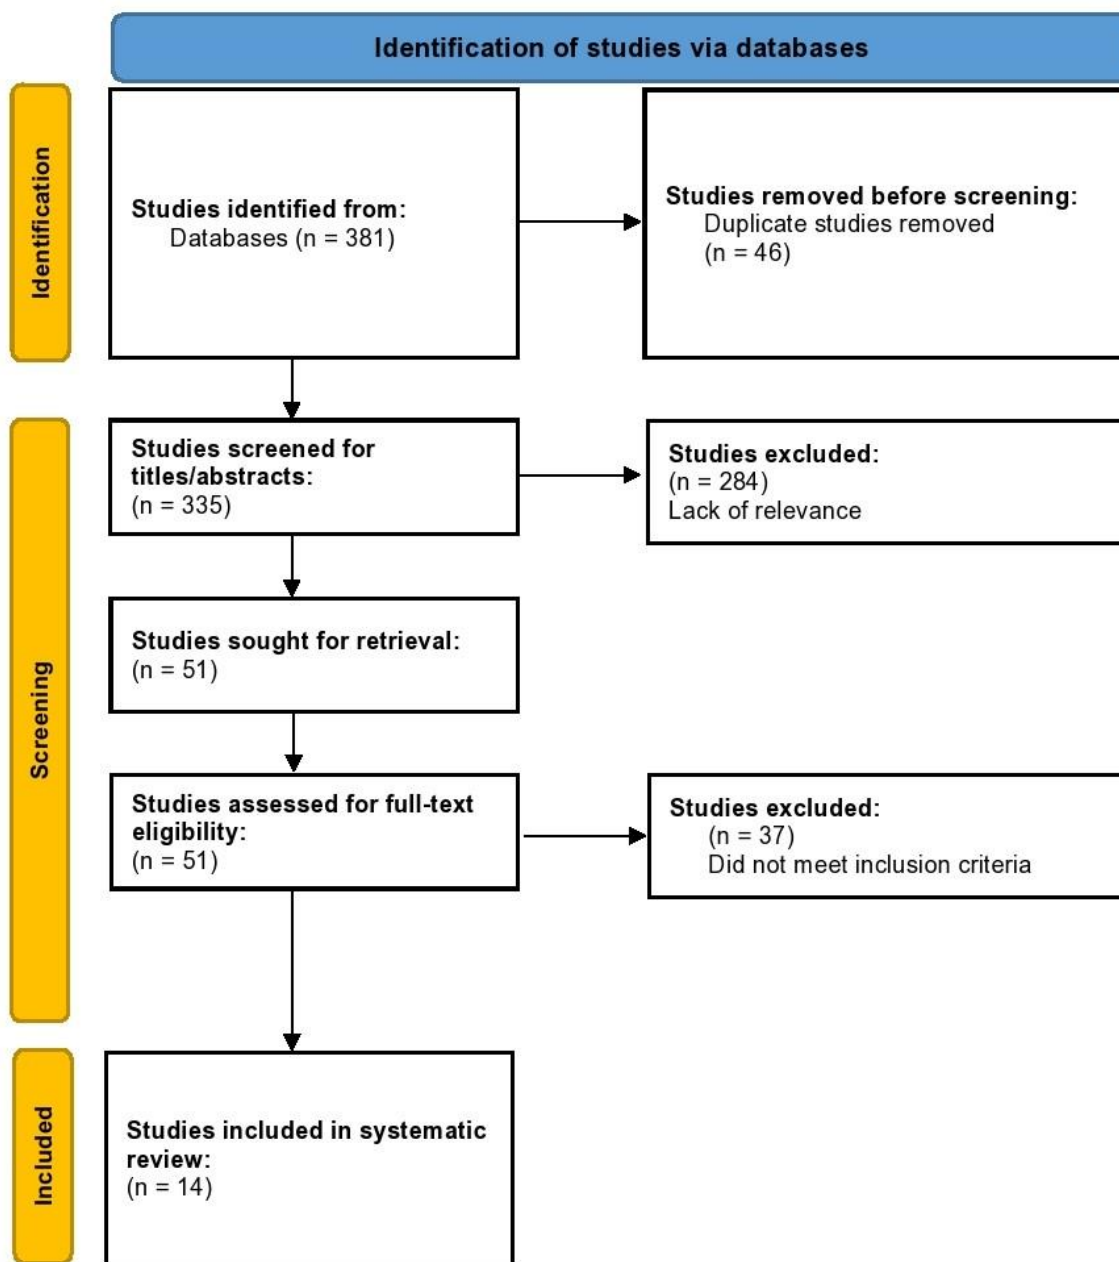 Identification of studies via databases
Identification
Studies identified from:
Databases (n = 381)
Studies removed before screening:
Duplicate studies removed
(n = 46)
Screening
Studies screened for
titles/abstracts:
(n = 335)
Studies excluded:
(n = 284)
Lack of relevance
Studies sought for retrieval:
(n = 51)
Studies assessed for full-text
eligibility:
(n = 51)
Studies excluded:
(n = 37)
Did not meet inclusion criteria
Included
Studies included in systematic
review:
(n = 14)